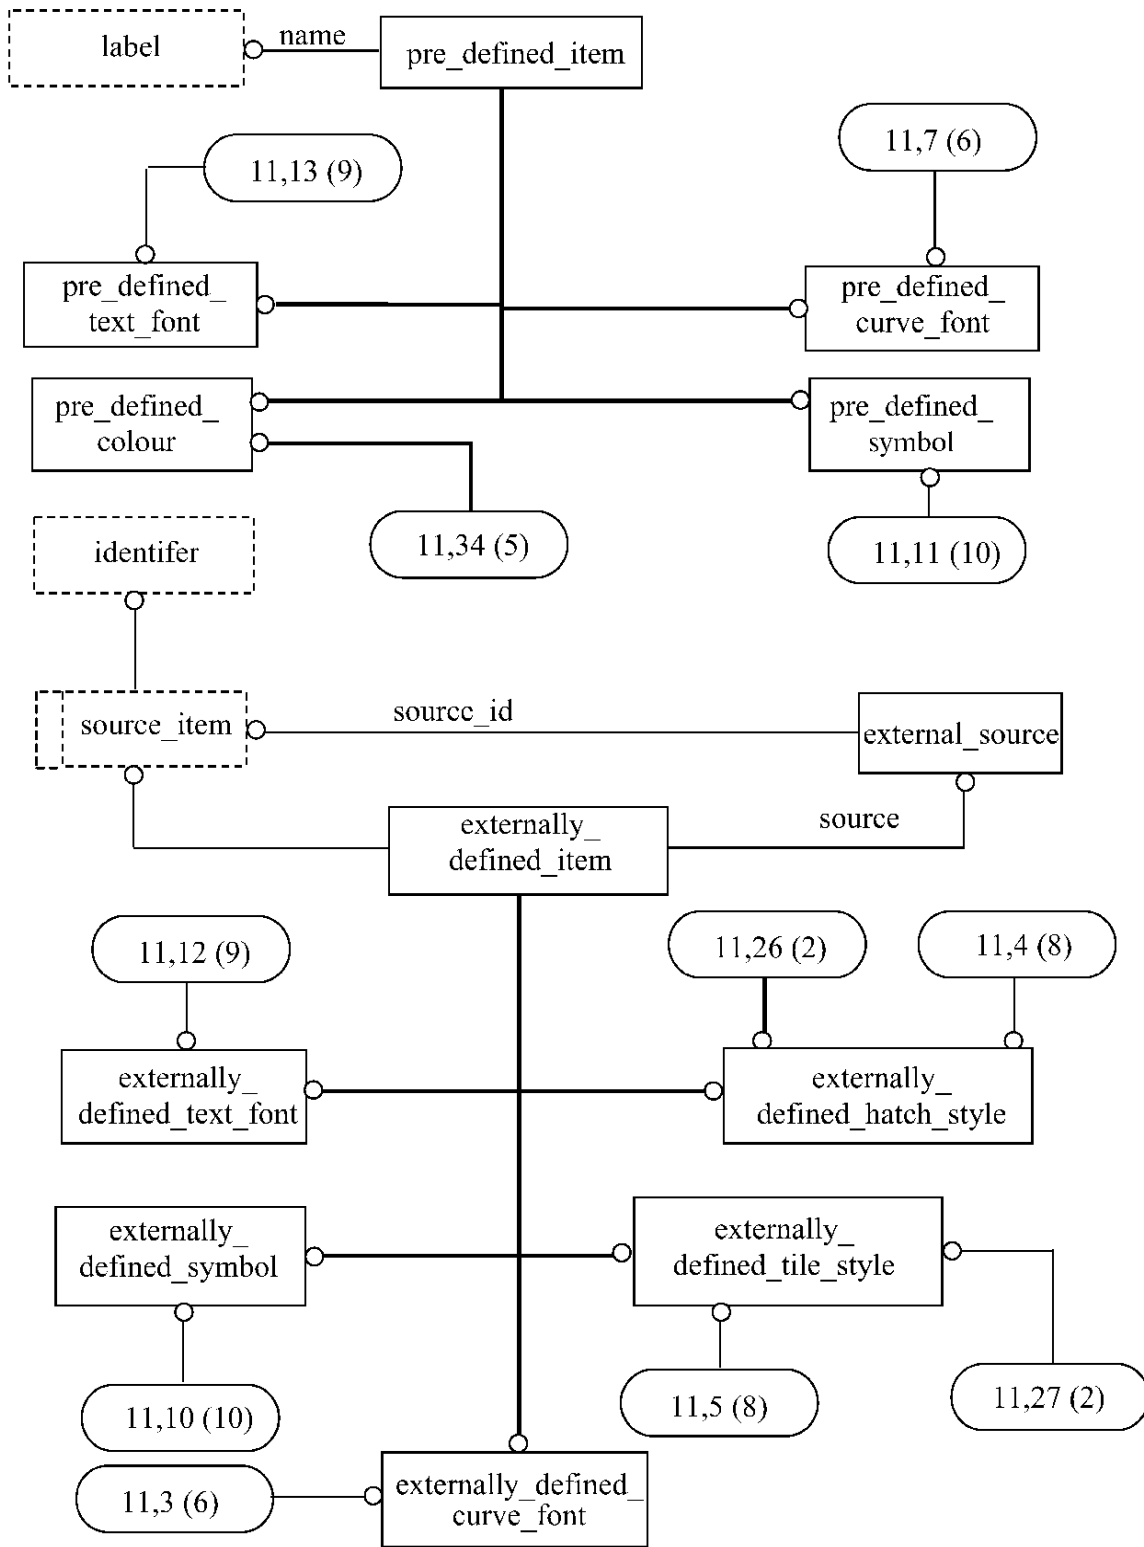 label
name
pre_defined_item
11,13 (9)
11,7 (6)
pre_defined_
text_font
pre_defined_
curve_font
pre_defined_
colour
pre_defined_
symbol
11,34 (5)
11,11 (10)
identifer
source_item
source_id
external_source
externally_
defined_item
source
11,12 (9)
11,26 (2)
11,4 (8)
externally_
defined_text_font
externally_
defined_hatch_style
externally_
defined_symbol
externally_
defined_tile_style
11,10 (10)
11,5 (8)
11,27 (2)
11,3 (6)
externally_defined_
curve_font